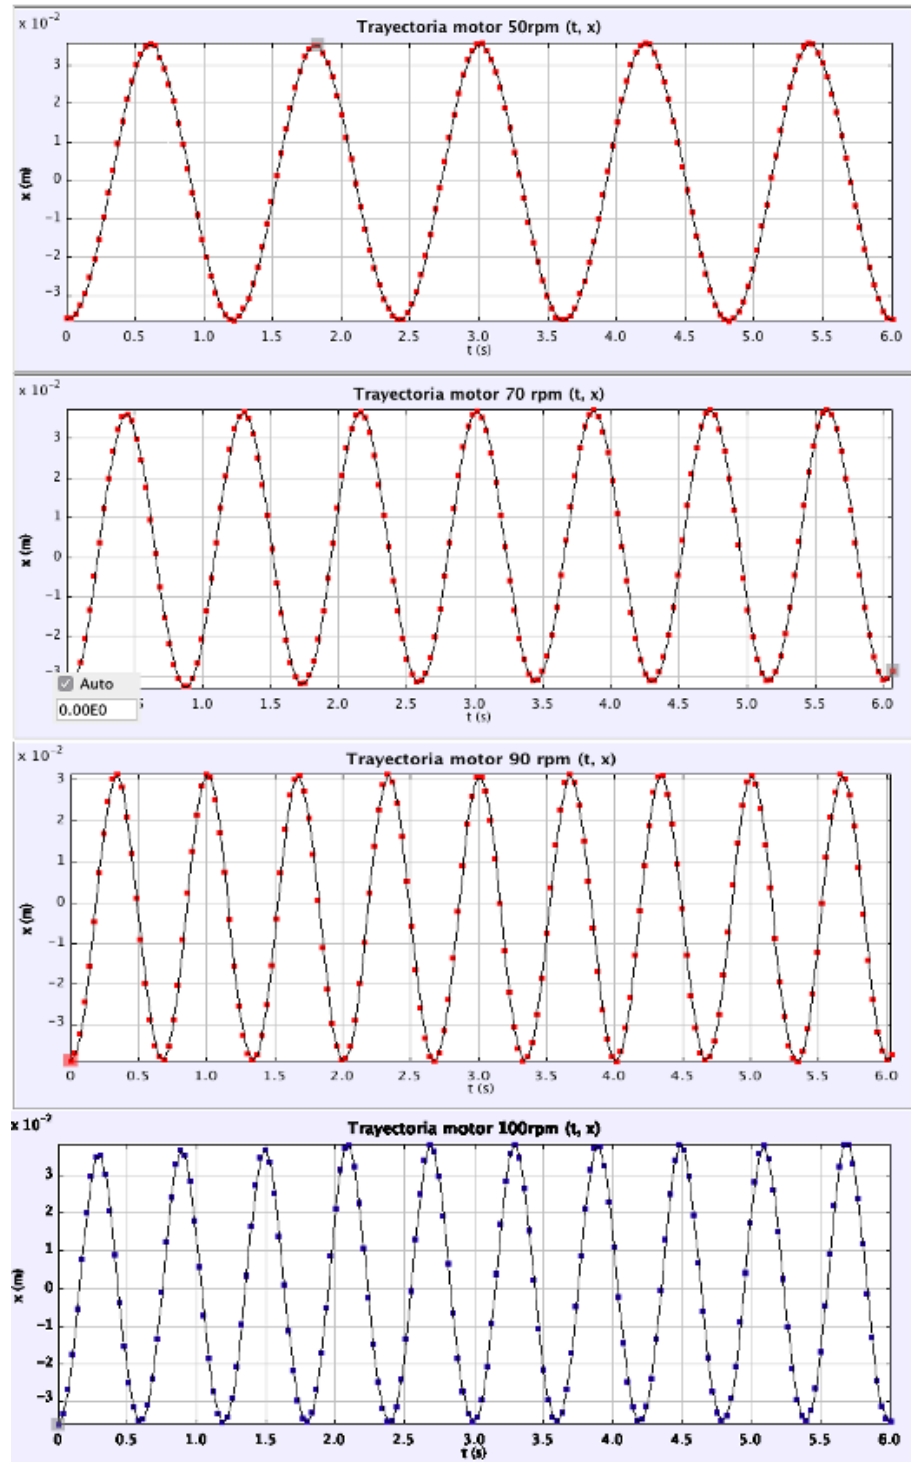 x 10⁻²
Trayectoria motor 50rpm (t, x)
3
2
1
0
−1
−2
−3
x (m)
0 0.5 1.0 1.5 2.0 2.5 3.0 3.5 4.0 4.5 5.0 5.5 6.0
t (s)
x 10⁻²
Trayectoria motor 70 rpm (t, x)
3
2
1
0
−1
−2
x (m)
Auto
0.00E0
1.0 1.5 2.0 2.5 3.0 3.5 4.0 4.5 5.0 5.5 6.0
t (s)
x 10⁻²
Trayectoria motor 90 rpm (t, x)
3
2
1
0
−1
−2
−3
x (m)
0 0.5 1.0 1.5 2.0 2.5 3.0 3.5 4.0 4.5 5.0 5.5 6.0
t (s)
x 10⁻²
Trayectoria motor 100rpm (t, x)
3
2
1
0
−1
−2
−3
x (m)
0 0.5 1.0 1.5 2.0 2.5 3.0 3.5 4.0 4.5 5.0 5.5 6.0
t (s)